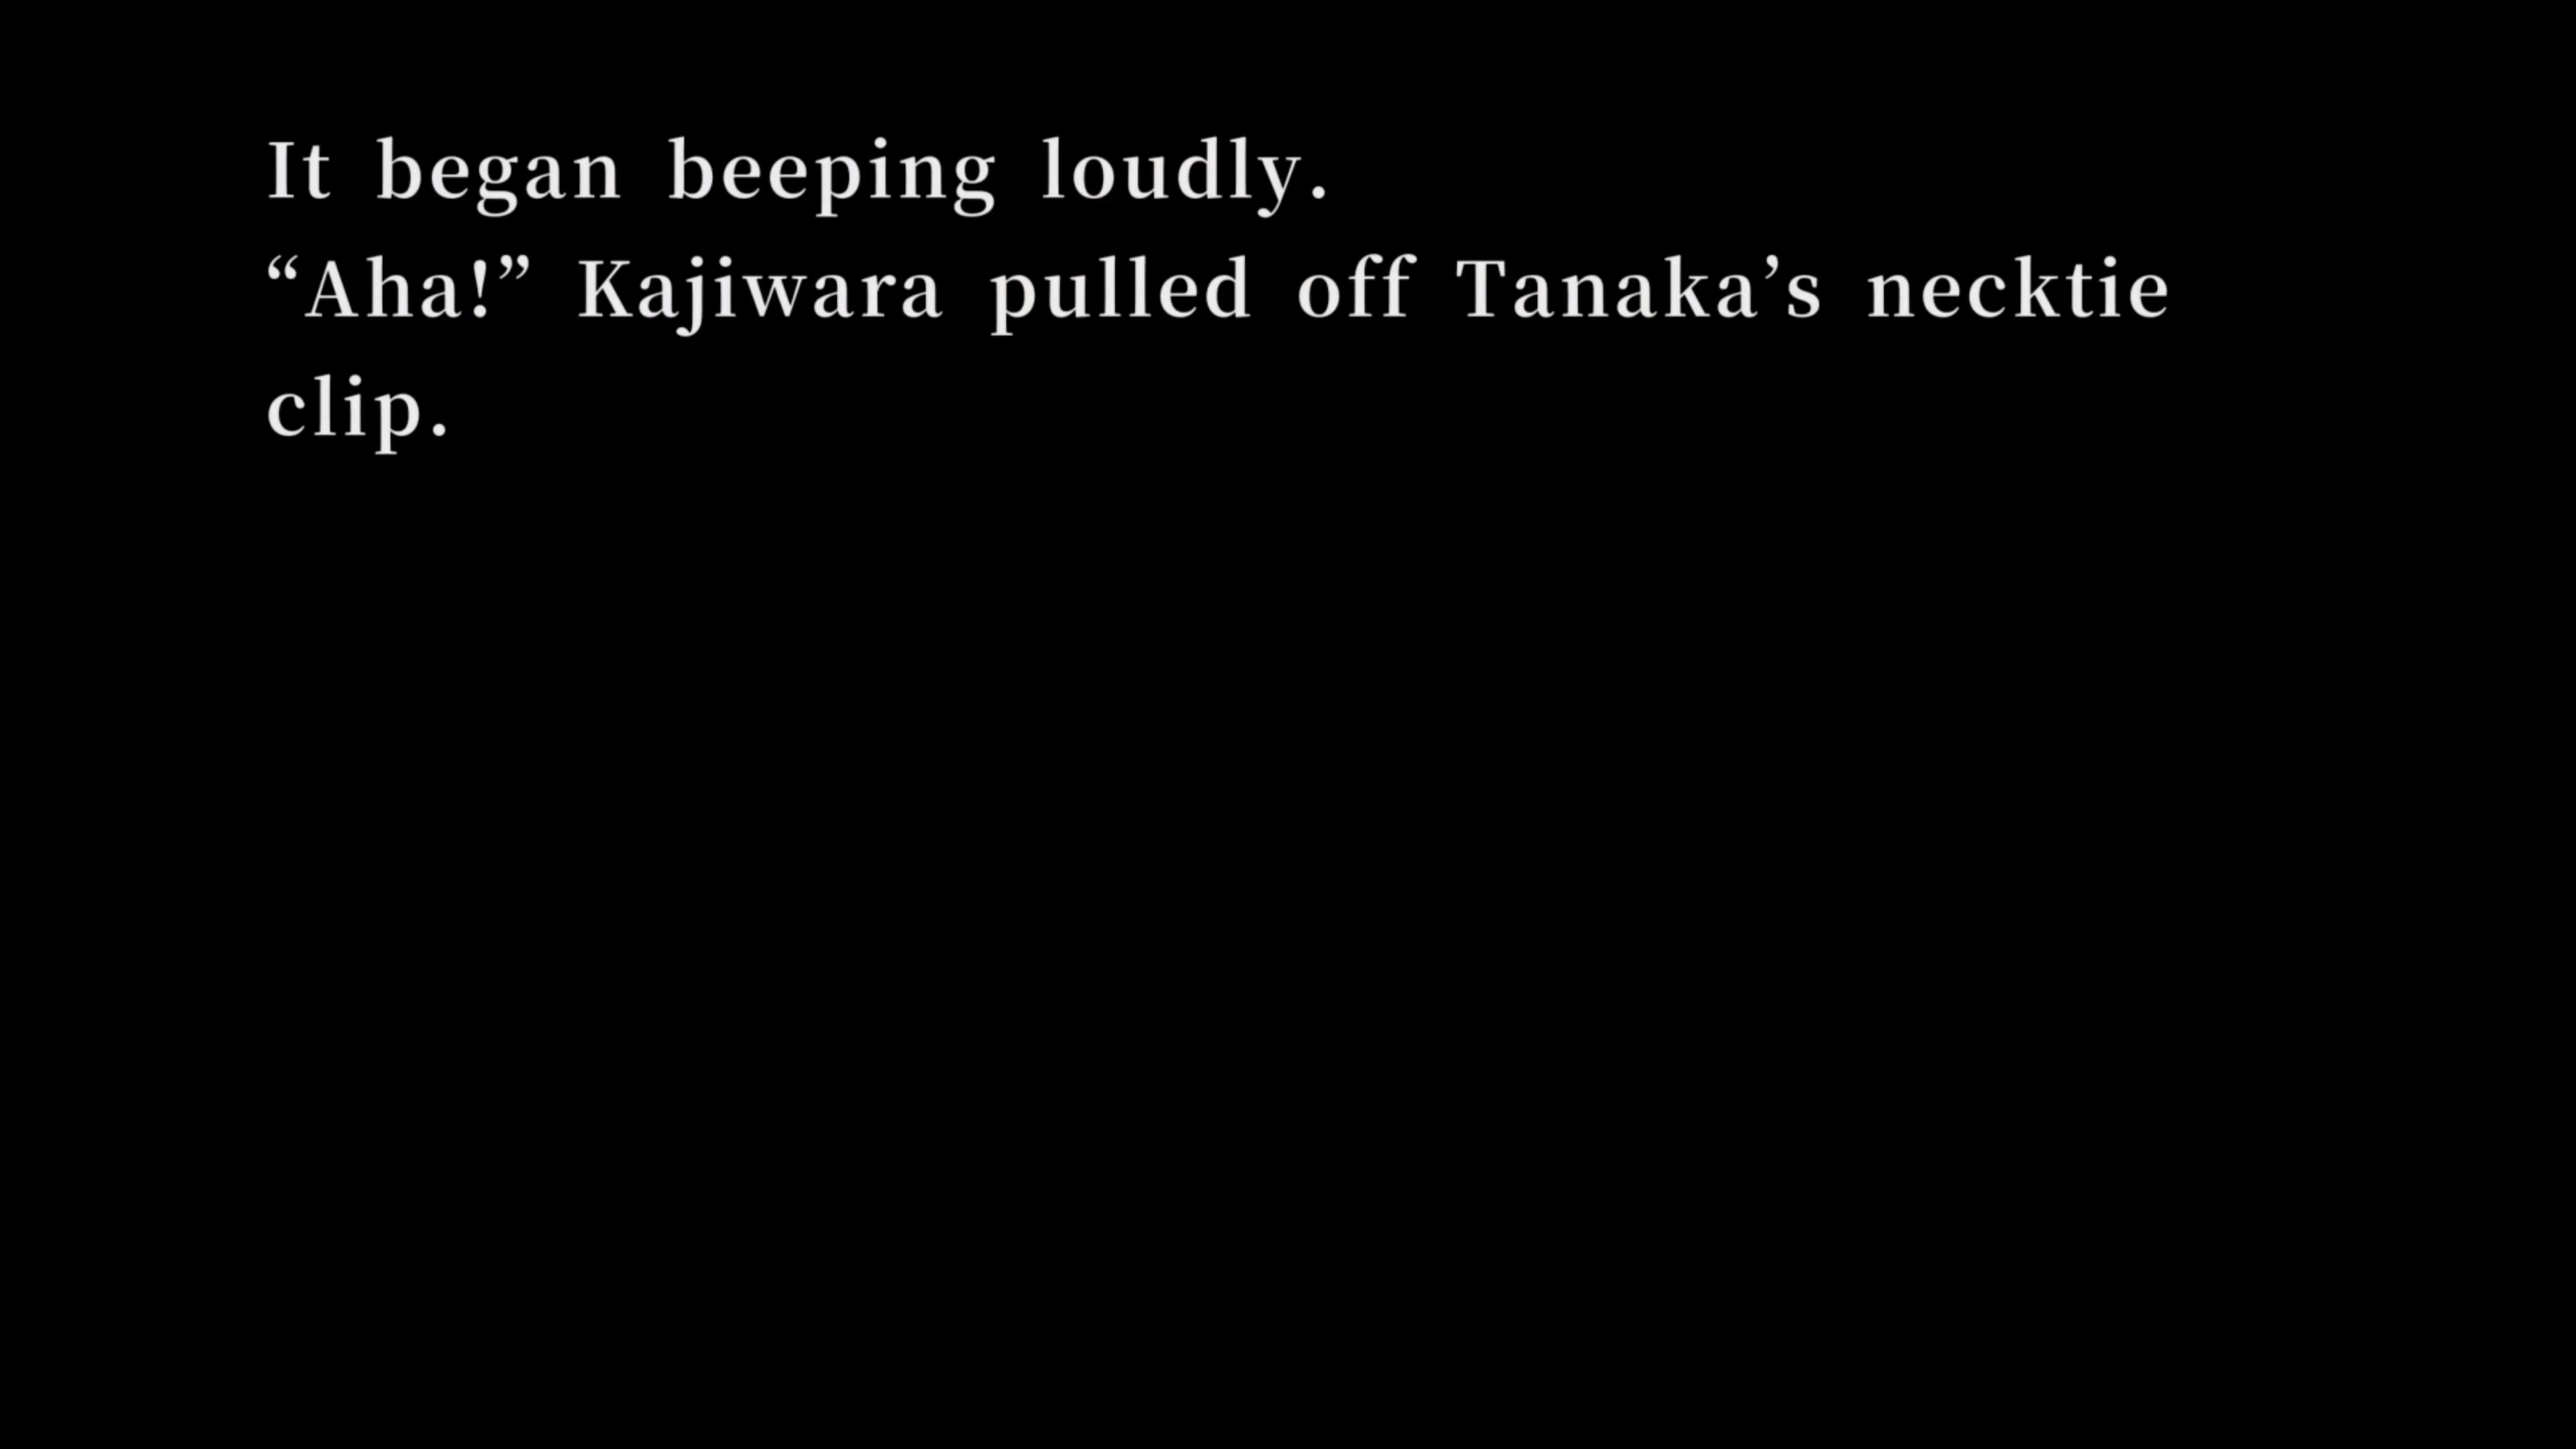 It began beeping loudly.
“Aha!” Kajiwara pulled off Tanaka’s necktie
clip.